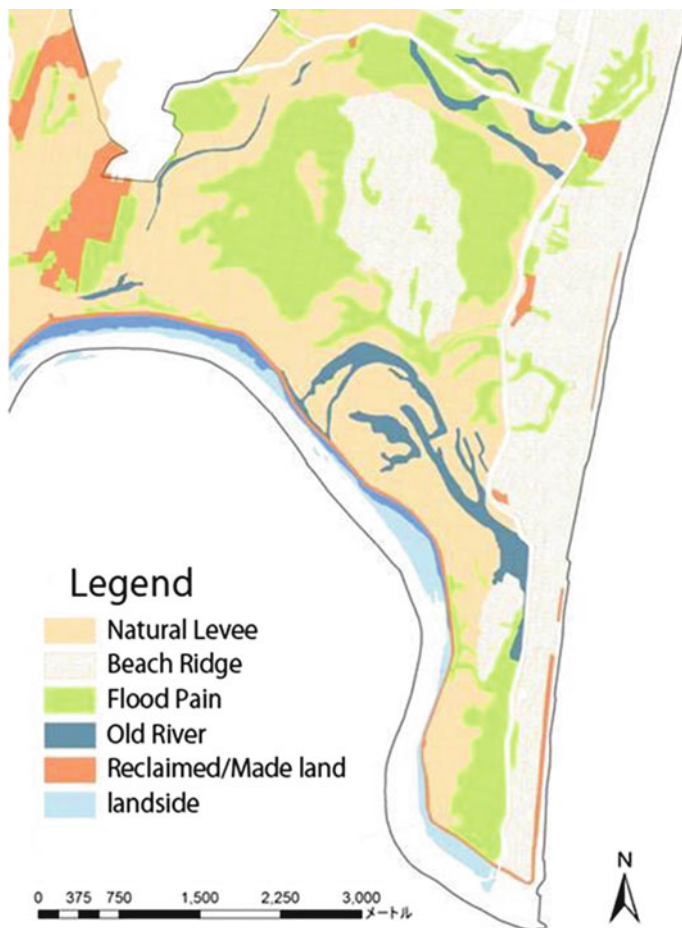 Legend
Natural Levee
Beach Ridge
Flood Pain
Old River
Reclaimed/Made land
landside
0 375 750 1,500 2,250 3,000
メートル
N